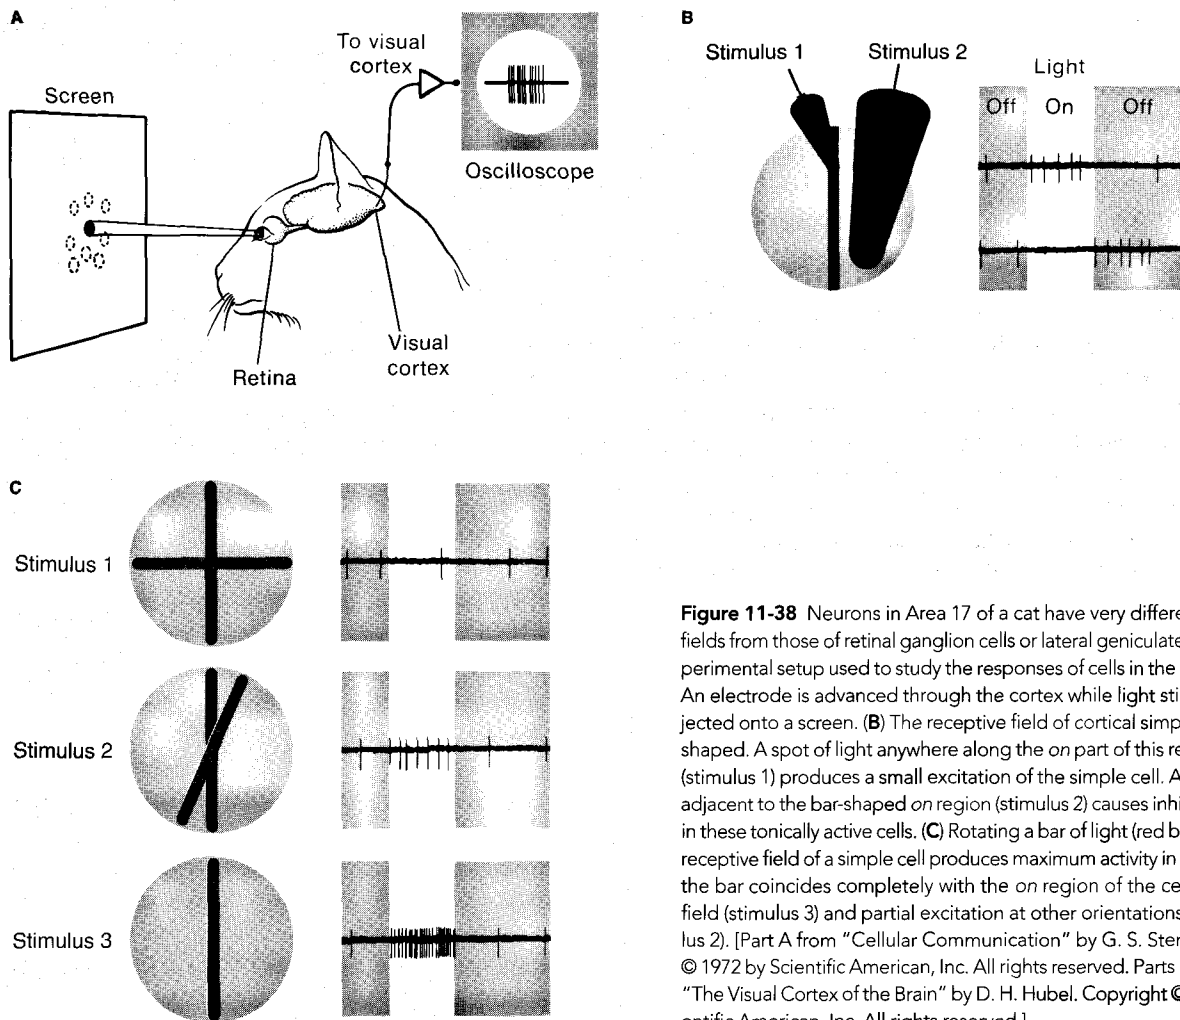 A
To visual
cortex
Screen
Oscilloscope
Visual
cortex
Retina
B
Stimulus 1
Stimulus 2
Light
Off
On
Off
C
Stimulus 1
Stimulus 2
Stimulus 3
Figure 11-38 Neurons in Area 17 of a cat have very differe
fields from those of retinal ganglion cells or lateral geniculate
perimental setup used to study the responses of cells in the
An electrode is advanced through the cortex while light sti
jected onto a screen. (B) The receptive field of cortical simp
shaped. A spot of light anywhere along the on part of this re
(stimulus 1) produces a small excitation of the simple cell. A
adjacent to the bar-shaped on region (stimulus 2) causes inhi
in these tonically active cells. (C) Rotating a bar of light (red b
receptive field of a simple cell produces maximum activity in
the bar coincides completely with the on region of the ce
field (stimulus 3) and partial excitation at other orientations
lus 2). [Part A from "Cellular Communication" by G. S. Sten
© 1972 by Scientific American, Inc. All rights reserved. Parts
"The Visual Cortex of the Brain" by D. H. Hubel. Copyright ©
entific American, Inc. All rights reserved.]